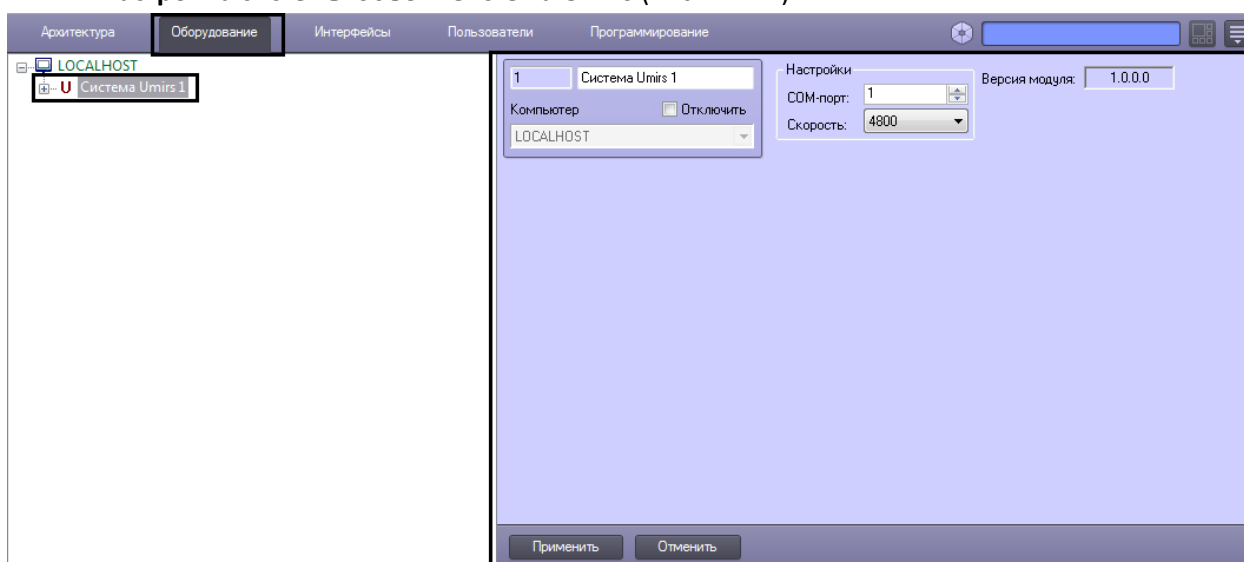 Архитектура Оборудование Интерфейсы Пользователи Программирование
LOCALHOST
U Система Umirs 1
1 Система Umirs 1
Компьютер Отключить
LOCALHOST
Настройки
COM-порт: 1
Скорость: 4800
Версия модуля: 1.0.0.0
Применить Отменить